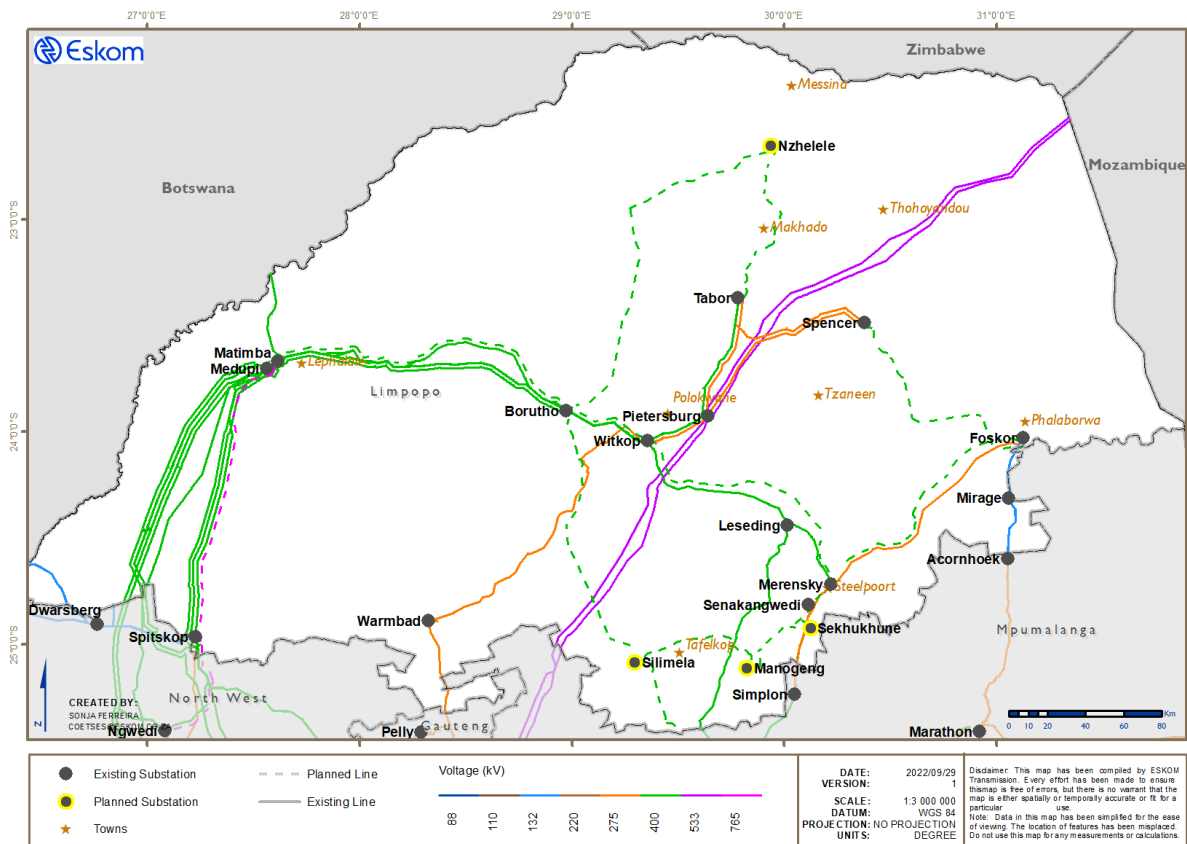 27°0'0"E
28°0'0"E
29°0'0"E
30°0'0"E
31°0'0"E
Eskom
Zimbabwe
Messina
Nzhelele
Mozambique
Botswana
23°0'0"S
Thohoyandou
Makhado
Tabor
Spencer
Matimba
Medupi
Lephalale
Limpopo
Tzaneen
Polokwane
Borutho
Pietersburg
Phalaborwa
24°0'0"S
Witkop
Foskor
Mirage
Leseding
Acornhoek
Merensky
Steelpoort
Senakangwedi
Dwarsberg
Warmbad
Sekhukhune
Mpumalanga
Spitskop
25°0'0"S
Tafelkop
Silimela
Manogeng
Simplon
North West
CREATED BY:
SONJA FERREIRA
N
Gauteng
Ngwedi
Pelly
Marathon
0 10 20 40 60 80 Km
Existing Substation
Planned Substation
Towns
Planned Line
Existing Line
Voltage (kV)
88 110 132 220 275 400 533 765
DATE: 2022/09/29
VERSION: 1
SCALE: 1:3 000 000
DATUM: WGS 84
PROJECTION: NO PROJECTION
UNITS: DEGREE
Disclaimer: This map has been compiled by ESKOM
Transmission. Every effort has been made to ensure
thismap is free of errors, but there is no warrant that the
map is either spatially or temporally accurate or fit for a
particular use.
Note: Data in this map has been simplified for the ease
of viewing. The location of features has been misplaced.
Do not use this map for any measurements or calculations.